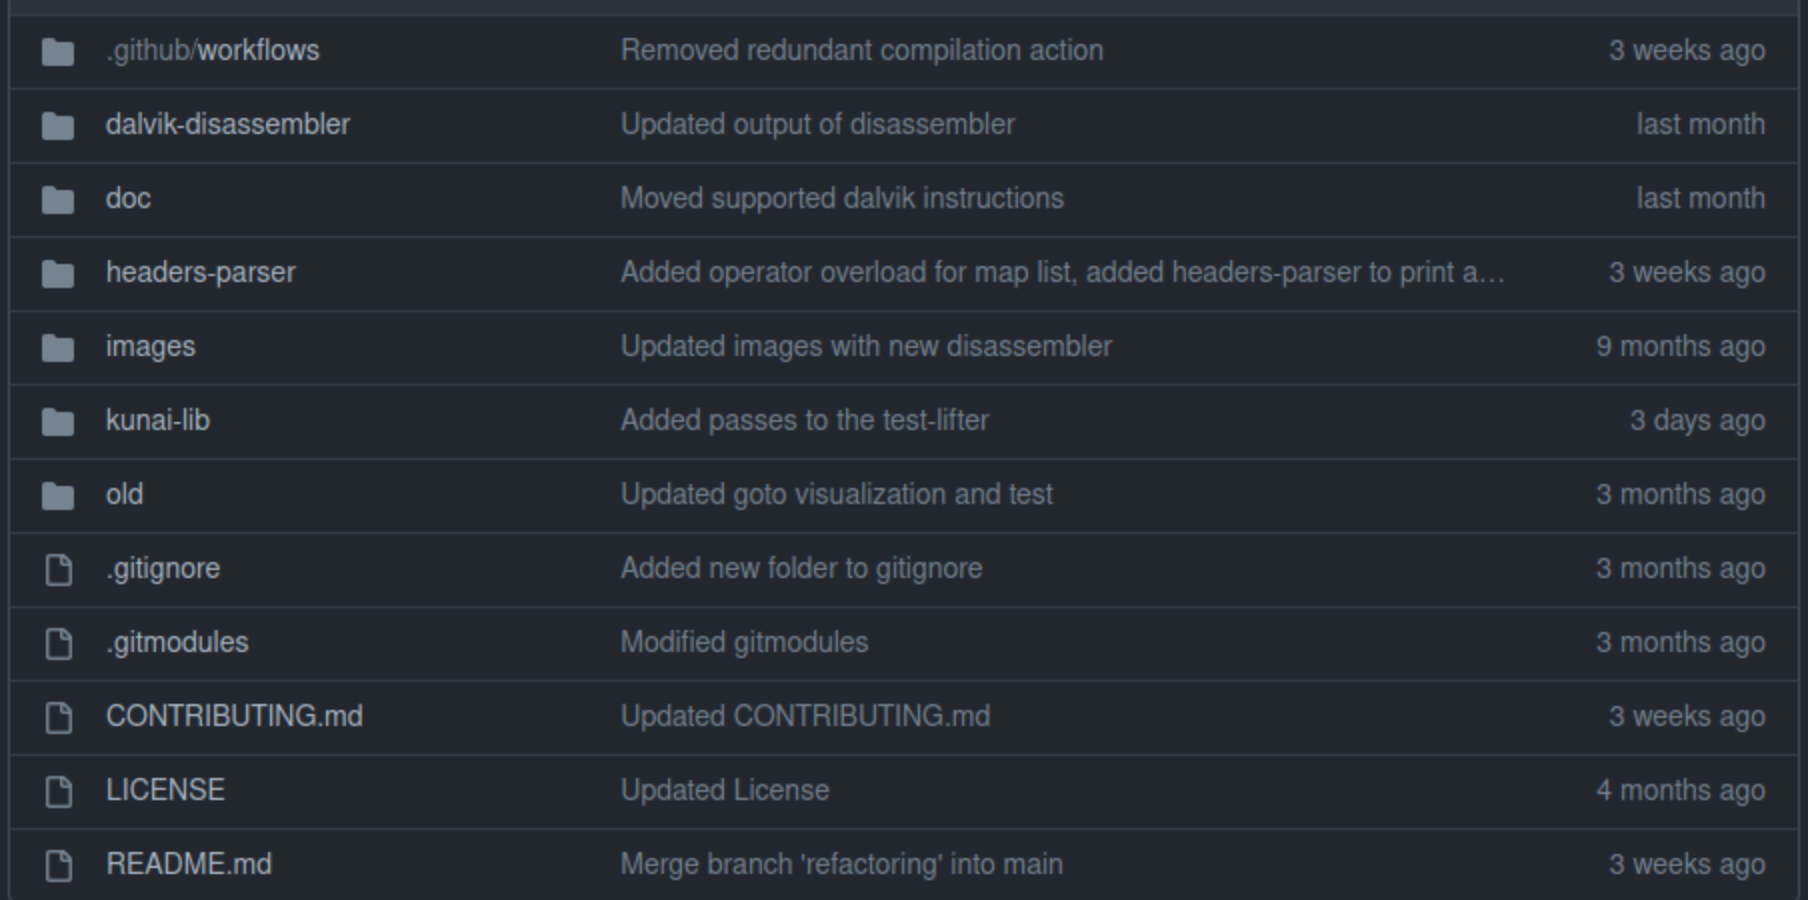 .github/workflows Removed redundant compilation action 3 weeks ago
dalvik-disassembler Updated output of disassembler last month
doc Moved supported dalvik instructions last month
headers-parser Added operator overload for map list, added headers-parser to print a... 3 weeks ago
images Updated images with new disassembler 9 months ago
kunai-lib Added passes to the test-lifter 3 days ago
old Updated goto visualization and test 3 months ago
.gitignore Added new folder to gitignore 3 months ago
.gitmodules Modified gitmodules 3 months ago
CONTRIBUTING.md Updated CONTRIBUTING.md 3 weeks ago
LICENSE Updated License 4 months ago
README.md Merge branch 'refactoring' into main 3 weeks ago